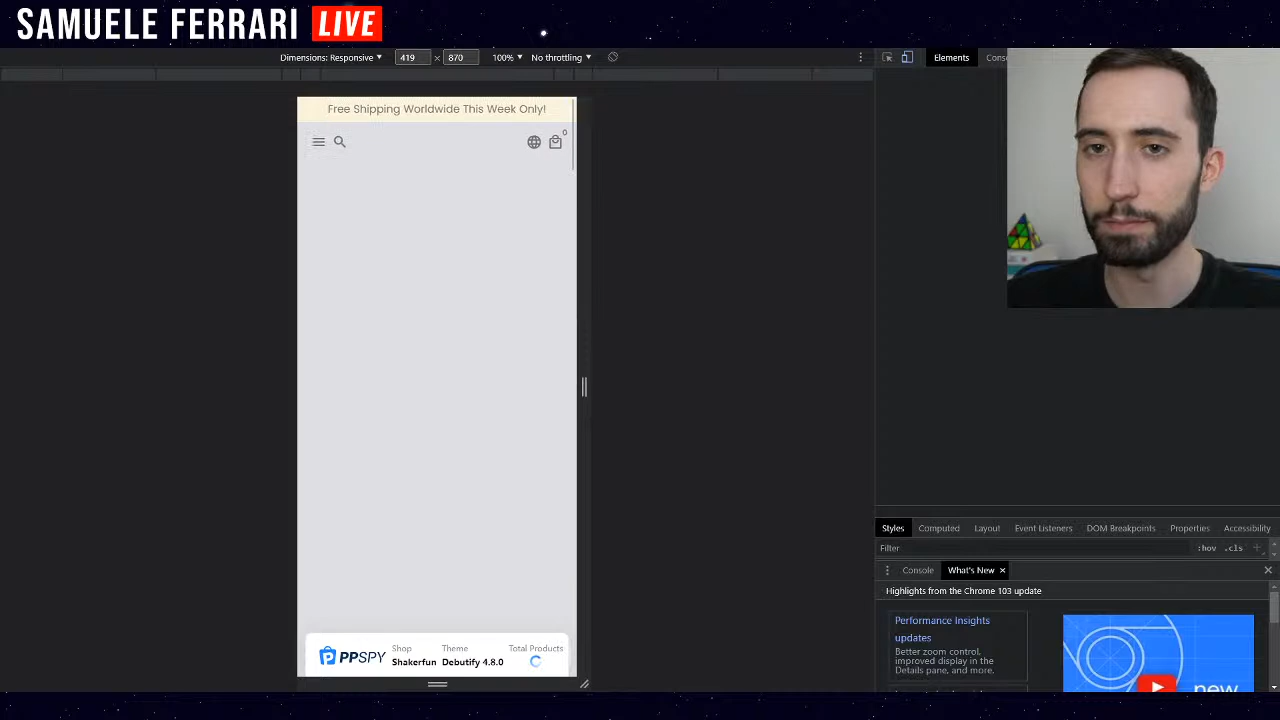 SAMUELE FERRARI LIVE
Dimensions: Responsive 419 × 870 100% No throttling
Elements
Free Shipping Worldwide This Week Only!
0
PPSPY
Shop Theme Total Products
Shakerfun Debutify 4.8.0
Styles Computed Layout Event Listeners DOM Breakpoints Properties Accessibility
Filter :hov .cls
Console What's New ×
Highlights from the Chrome 103 update
Performance Insights
updates
Better zoom control,
improved display in the
Details pane, and more.
new